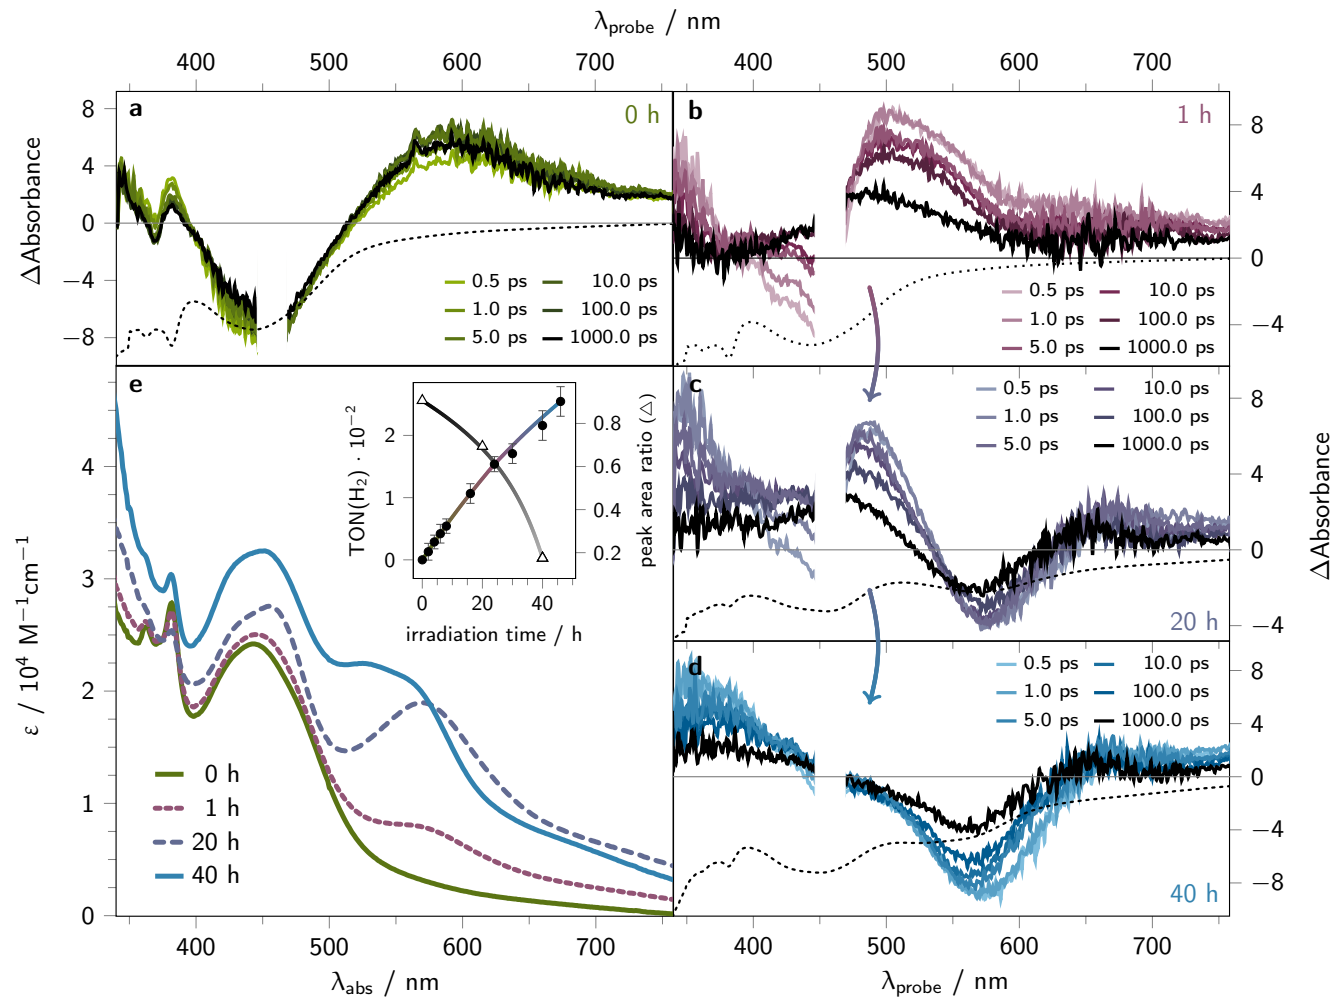 λprobe / nm
400 500 600 700
400 500 600 700
a
0 h
8
4
0
−4
−8
ΔAbsorbance
0.5 ps 10.0 ps
1.0 ps 100.0 ps
5.0 ps 1000.0 ps
b
1 h
8
4
0
−4
ΔAbsorbance
0.5 ps 10.0 ps
1.0 ps 100.0 ps
5.0 ps 1000.0 ps
c
0.5 ps 10.0 ps
1.0 ps 100.0 ps
5.0 ps 1000.0 ps
8
4
0
−4
20 h
ΔAbsorbance
d
0.5 ps 10.0 ps
1.0 ps 100.0 ps
5.0 ps 1000.0 ps
8
4
0
−4
−8
40 h
400 500 600 700
λprobe / nm
e
4
3
2
1
0
ε / 10⁴ M⁻¹cm⁻¹
TON(H₂) · 10⁻²
2
1
0
0.8
0.6
0.4
0.2
peak area ratio (△)
0 20 40
irradiation time / h
0 h
1 h
20 h
40 h
400 500 600 700
λabs / nm